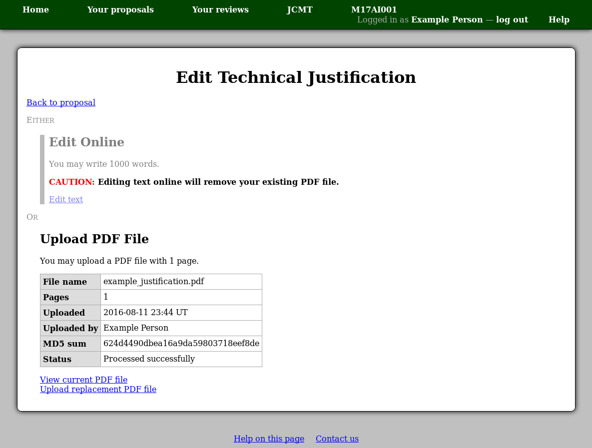 Home Your proposals Your reviews JCMT M17AI001
Logged in as Example Person — log out Help
Edit Technical Justification
Back to proposal
EITHER
Edit Online
You may write 1000 words.
CAUTION: Editing text online will remove your existing PDF file.
Edit text
OR
Upload PDF File
You may upload a PDF file with 1 page.
File name example_justification.pdf
Pages 1
Uploaded 2016-08-11 23:44 UT
Uploaded by Example Person
MD5 sum 624d4490dbea16a9da59803718eef8de
Status Processed successfully
View current PDF file
Upload replacement PDF file
Help on this page Contact us